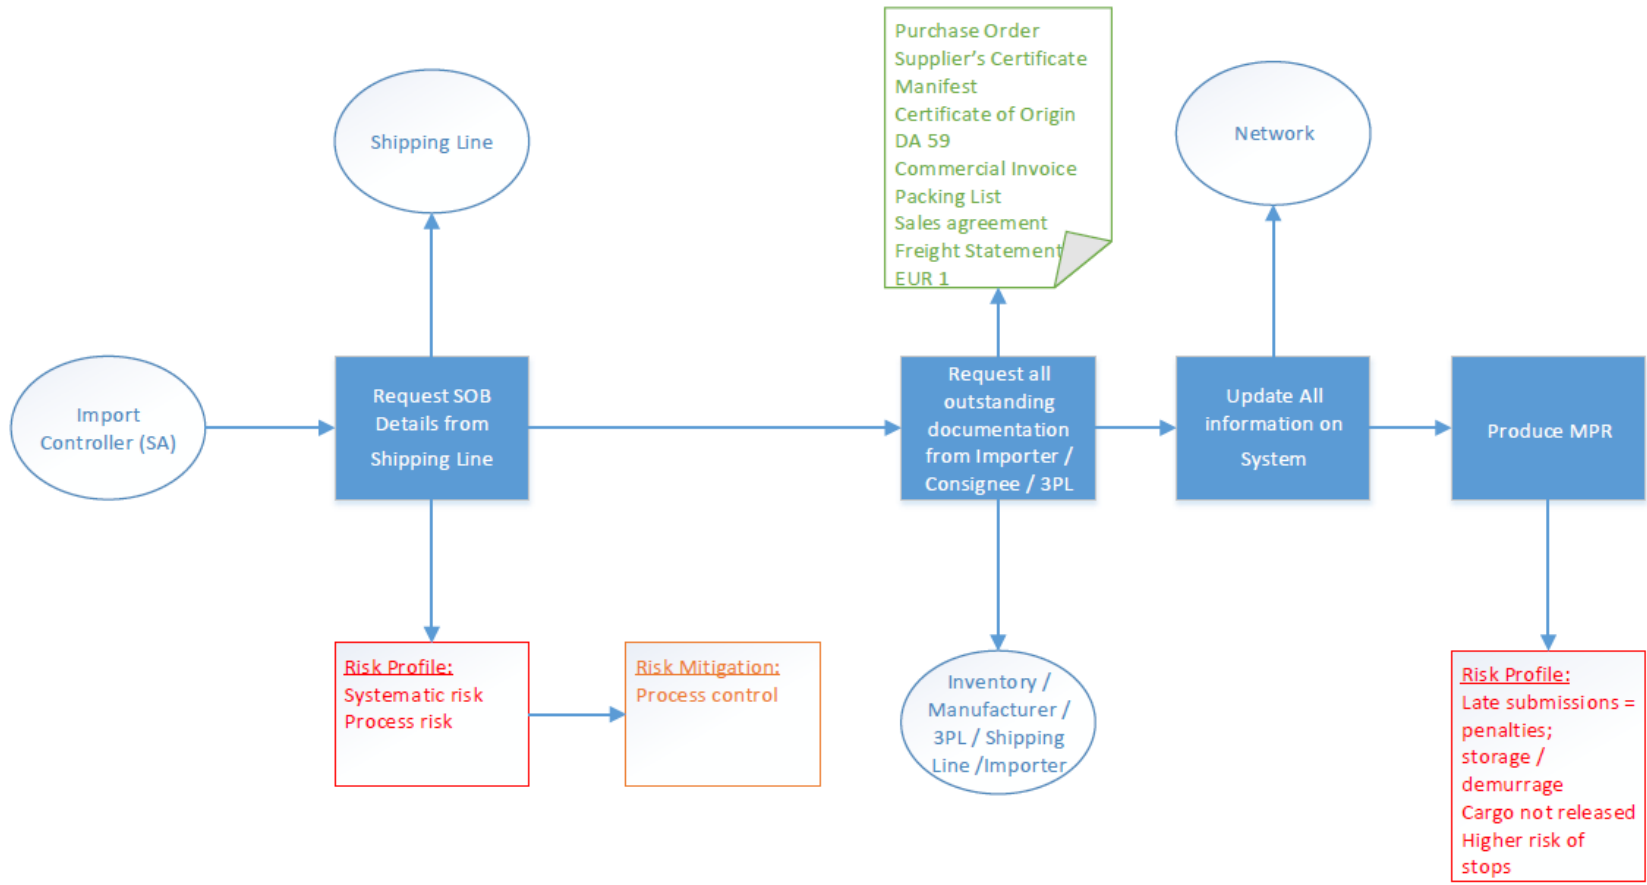 Purchase Order
Supplier's Certificate
Manifest
Certificate of Origin
DA 59
Commercial Invoice
Packing List
Sales agreement
Freight Statement
EUR 1
Shipping Line
Network
Import
Controller (SA)
Request SOB
Details from
Shipping Line
Request all
outstanding
documentation
from Importer /
Consignee / 3PL
Update All
information on
System
Produce MPR
Risk Profile:
Systematic risk
Process risk
Risk Mitigation:
Process control
Inventory /
Manufacturer /
3PL / Shipping
Line /Importer
Risk Profile:
Late submissions =
penalties;
storage /
demurrage
Cargo not released
Higher risk of
stops